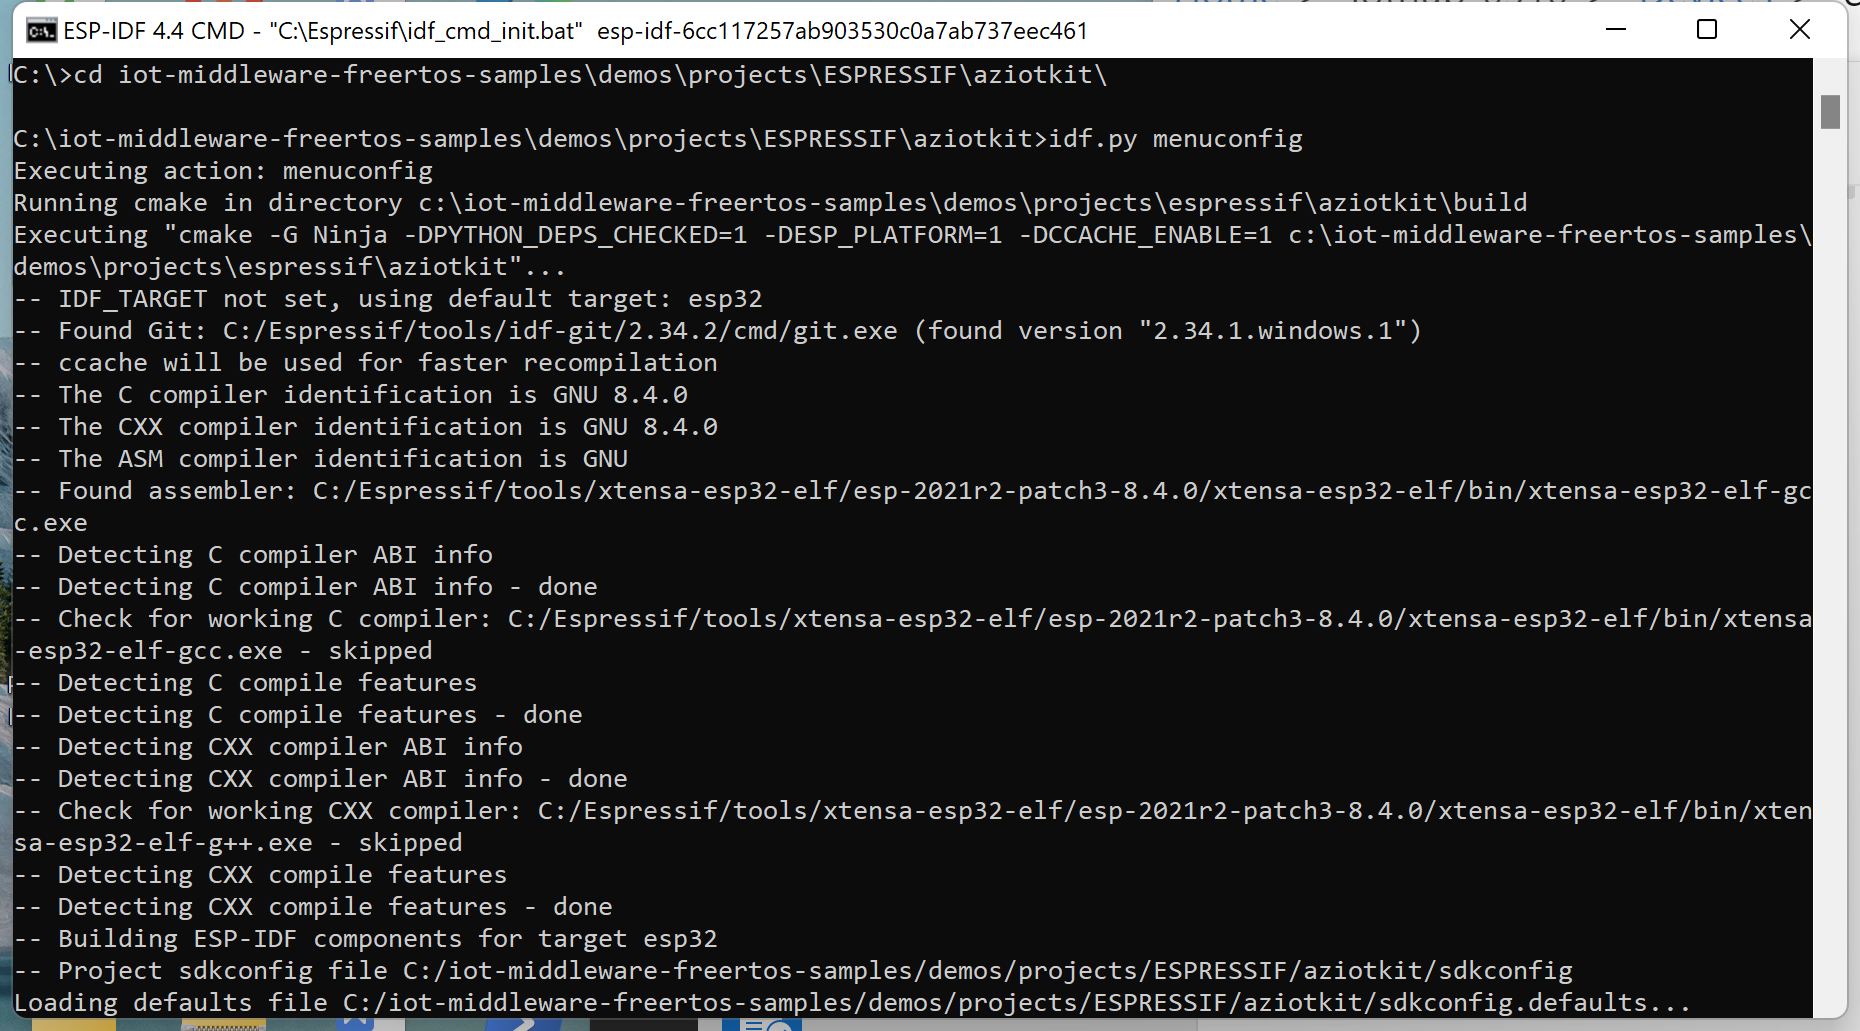 ESP-IDF 4.4 CMD - "C:\Espressif\idf_cmd_init.bat"  esp-idf-6cc117257ab903530c0a7ab737eec461
C:\>cd iot-middleware-freertos-samples\demos\projects\ESPRESSIF\aziotkit\
C:\iot-middleware-freertos-samples\demos\projects\ESPRESSIF\aziotkit>idf.py menuconfig
Executing action: menuconfig
Running cmake in directory c:\iot-middleware-freertos-samples\demos\projects\espressif\aziotkit\build
Executing "cmake -G Ninja -DPYTHON_DEPS_CHECKED=1 -DESP_PLATFORM=1 -DCCACHE_ENABLE=1 c:\iot-middleware-freertos-samples\
demos\projects\espressif\aziotkit"...
-- IDF_TARGET not set, using default target: esp32
-- Found Git: C:/Espressif/tools/idf-git/2.34.2/cmd/git.exe (found version "2.34.1.windows.1")
-- ccache will be used for faster recompilation
-- The C compiler identification is GNU 8.4.0
-- The CXX compiler identification is GNU 8.4.0
-- The ASM compiler identification is GNU
-- Found assembler: C:/Espressif/tools/xtensa-esp32-elf/esp-2021r2-patch3-8.4.0/xtensa-esp32-elf/bin/xtensa-esp32-elf-gc
c.exe
-- Detecting C compiler ABI info
-- Detecting C compiler ABI info - done
-- Check for working C compiler: C:/Espressif/tools/xtensa-esp32-elf/esp-2021r2-patch3-8.4.0/xtensa-esp32-elf/bin/xtensa
-esp32-elf-gcc.exe - skipped
-- Detecting C compile features
-- Detecting C compile features - done
-- Detecting CXX compiler ABI info
-- Detecting CXX compiler ABI info - done
-- Check for working CXX compiler: C:/Espressif/tools/xtensa-esp32-elf/esp-2021r2-patch3-8.4.0/xtensa-esp32-elf/bin/xten
sa-esp32-elf-g++.exe - skipped
-- Detecting CXX compile features
-- Detecting CXX compile features - done
-- Building ESP-IDF components for target esp32
-- Project sdkconfig file C:/iot-middleware-freertos-samples/demos/projects/ESPRESSIF/aziotkit/sdkconfig
Loading defaults file C:/iot-middleware-freertos-samples/demos/projects/ESPRESSIF/aziotkit/sdkconfig.defaults...